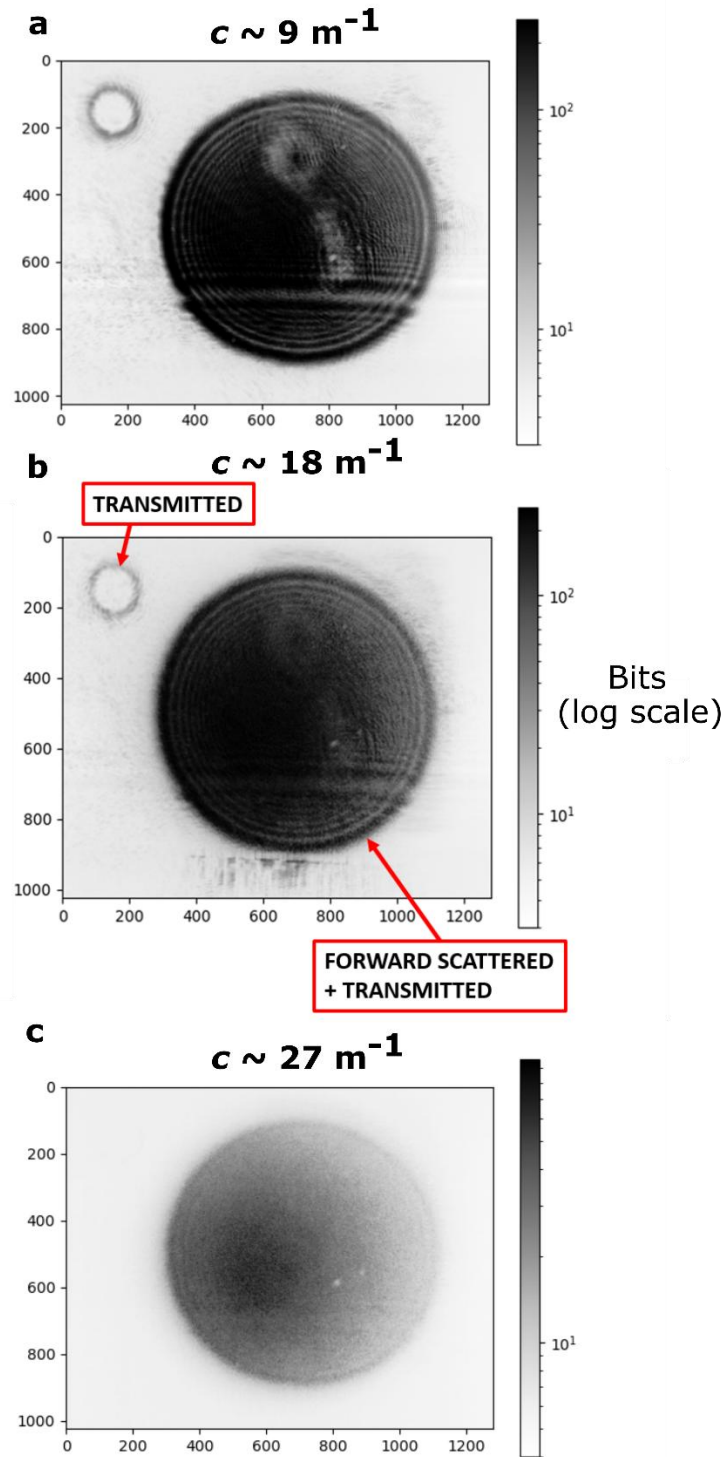 a
c ~ 9 m⁻¹
0
200
400
600
800
1000
0 200 400 600 800 1000 1200
10²
10¹
b
c ~ 18 m⁻¹
TRANSMITTED
0
200
400
600
800
1000
0 200 400 600 800 1000 1200
10²
10¹
Bits
(log scale)
FORWARD SCATTERED
+ TRANSMITTED
c
c ~ 27 m⁻¹
0
200
400
600
800
1000
0 200 400 600 800 1000 1200
10¹